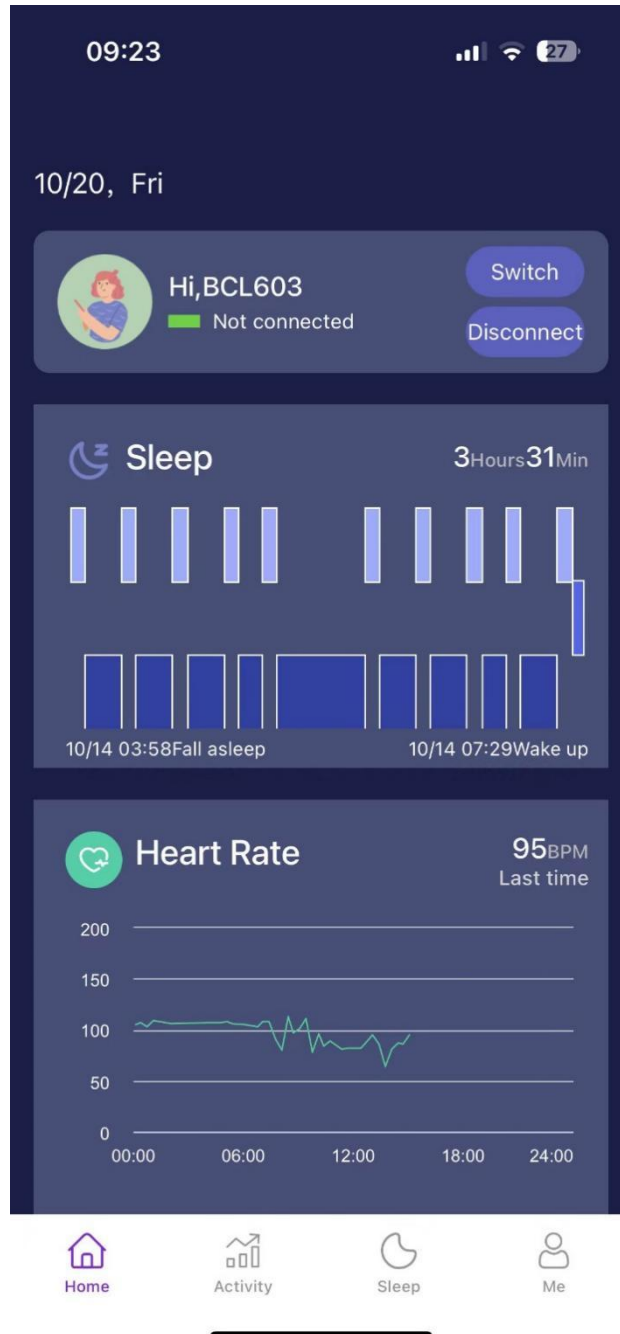 09:23
27
10/20, Fri
Hi,BCL603
Switch
Not connected
Disconnect
Sleep
3Hours31Min
10/14 03:58Fall asleep
10/14 07:29Wake up
Heart Rate
95BPM
Last time
200
150
100
50
0
00:00 06:00 12:00 18:00 24:00
Home Activity Sleep Me